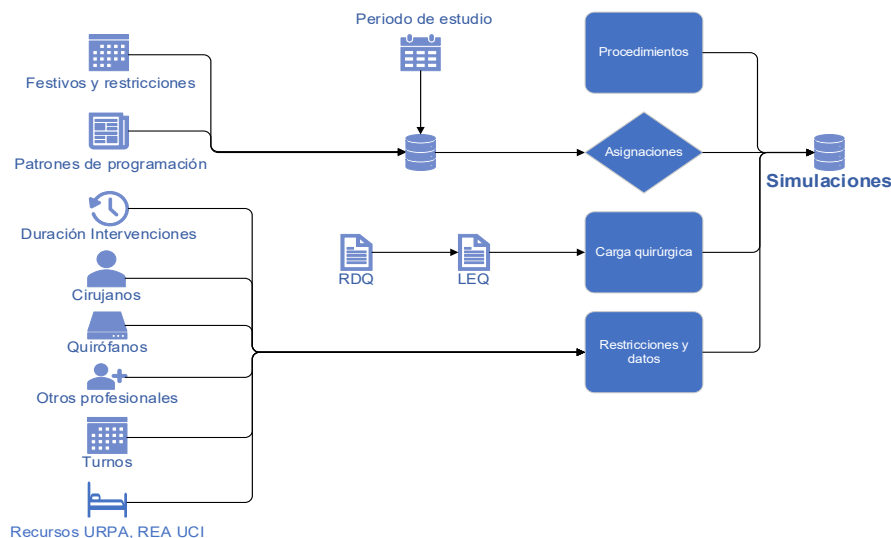 Periodo de estudio
Procedimientos
Festivos y restricciones
Asignaciones
Patrones de programación
Simulaciones
Duración Intervenciones
Carga quirúrgica
RDQ
LEQ
Cirujanos
Restricciones y
datos
Quirófanos
Otros profesionales
Turnos
Recursos URPA, REA UCI